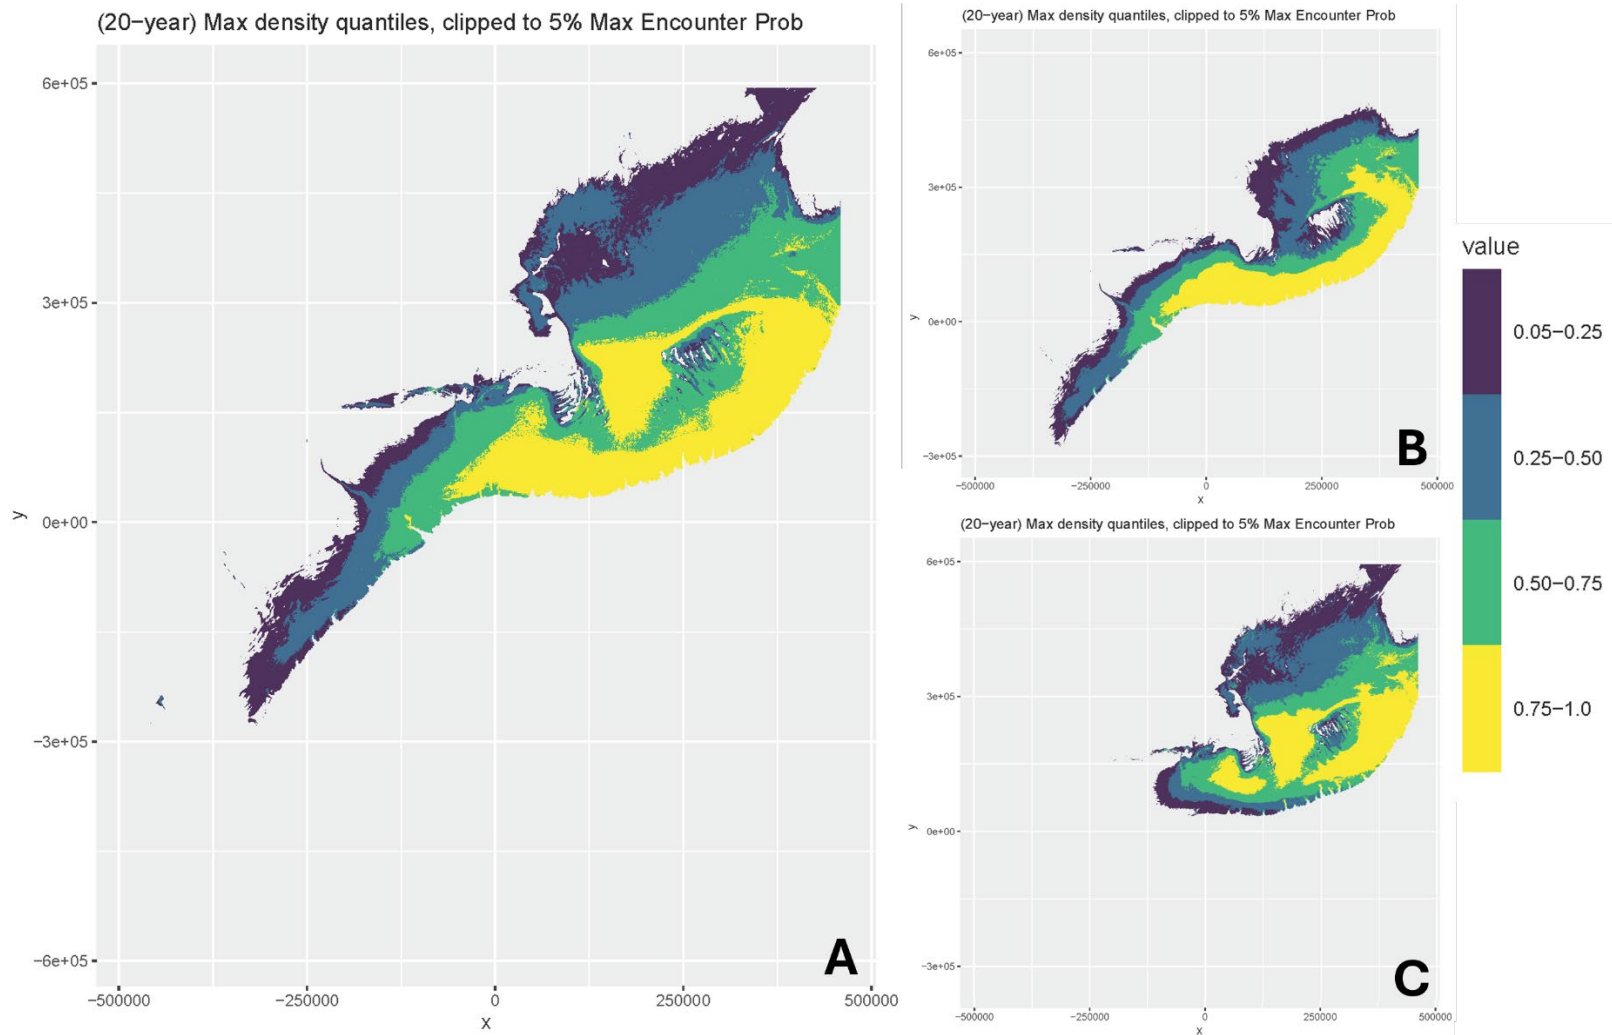 (20−year) Max density quantiles, clipped to 5% Max Encounter Prob
6e+05
3e+05
0e+00
−3e+05
−6e+05
y
−500000 −250000 0 250000 500000
x
A
(20−year) Max density quantiles, clipped to 5% Max Encounter Prob
6e+05
3e+05
0e+00
−3e+05
y
−500000 −250000 0 250000 500000
x
B
(20−year) Max density quantiles, clipped to 5% Max Encounter Prob
6e+05
3e+05
0e+00
−3e+05
y
−500000 −250000 0 250000 500000
x
C
value
0.05−0.25
0.25−0.50
0.50−0.75
0.75−1.0